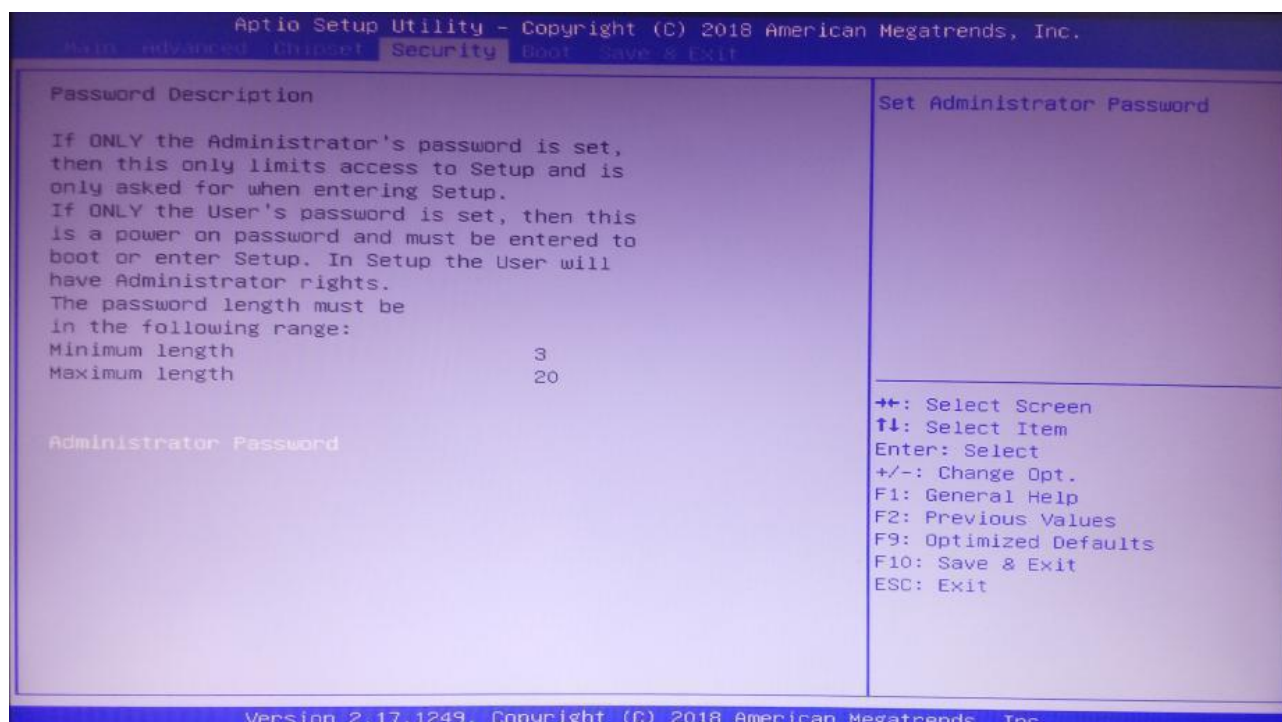 Aptio Setup Utility – Copyright (C) 2018 American Megatrends, Inc.
Main Advanced Chipset Security Boot Save & Exit
Password Description
If ONLY the Administrator's password is set,
then this only limits access to Setup and is
only asked for when entering Setup.
If ONLY the User's password is set, then this
is a power on password and must be entered to
boot or enter Setup. In Setup the User will
have Administrator rights.
The password length must be
in the following range:
Minimum length 3
Maximum length 20
Administrator Password
Set Administrator Password
→←: Select Screen
↑↓: Select Item
Enter: Select
+/-: Change Opt.
F1: General Help
F2: Previous Values
F9: Optimized Defaults
F10: Save & Exit
ESC: Exit
Version 2.17.1249. Copyright (C) 2018 American Megatrends, Inc.